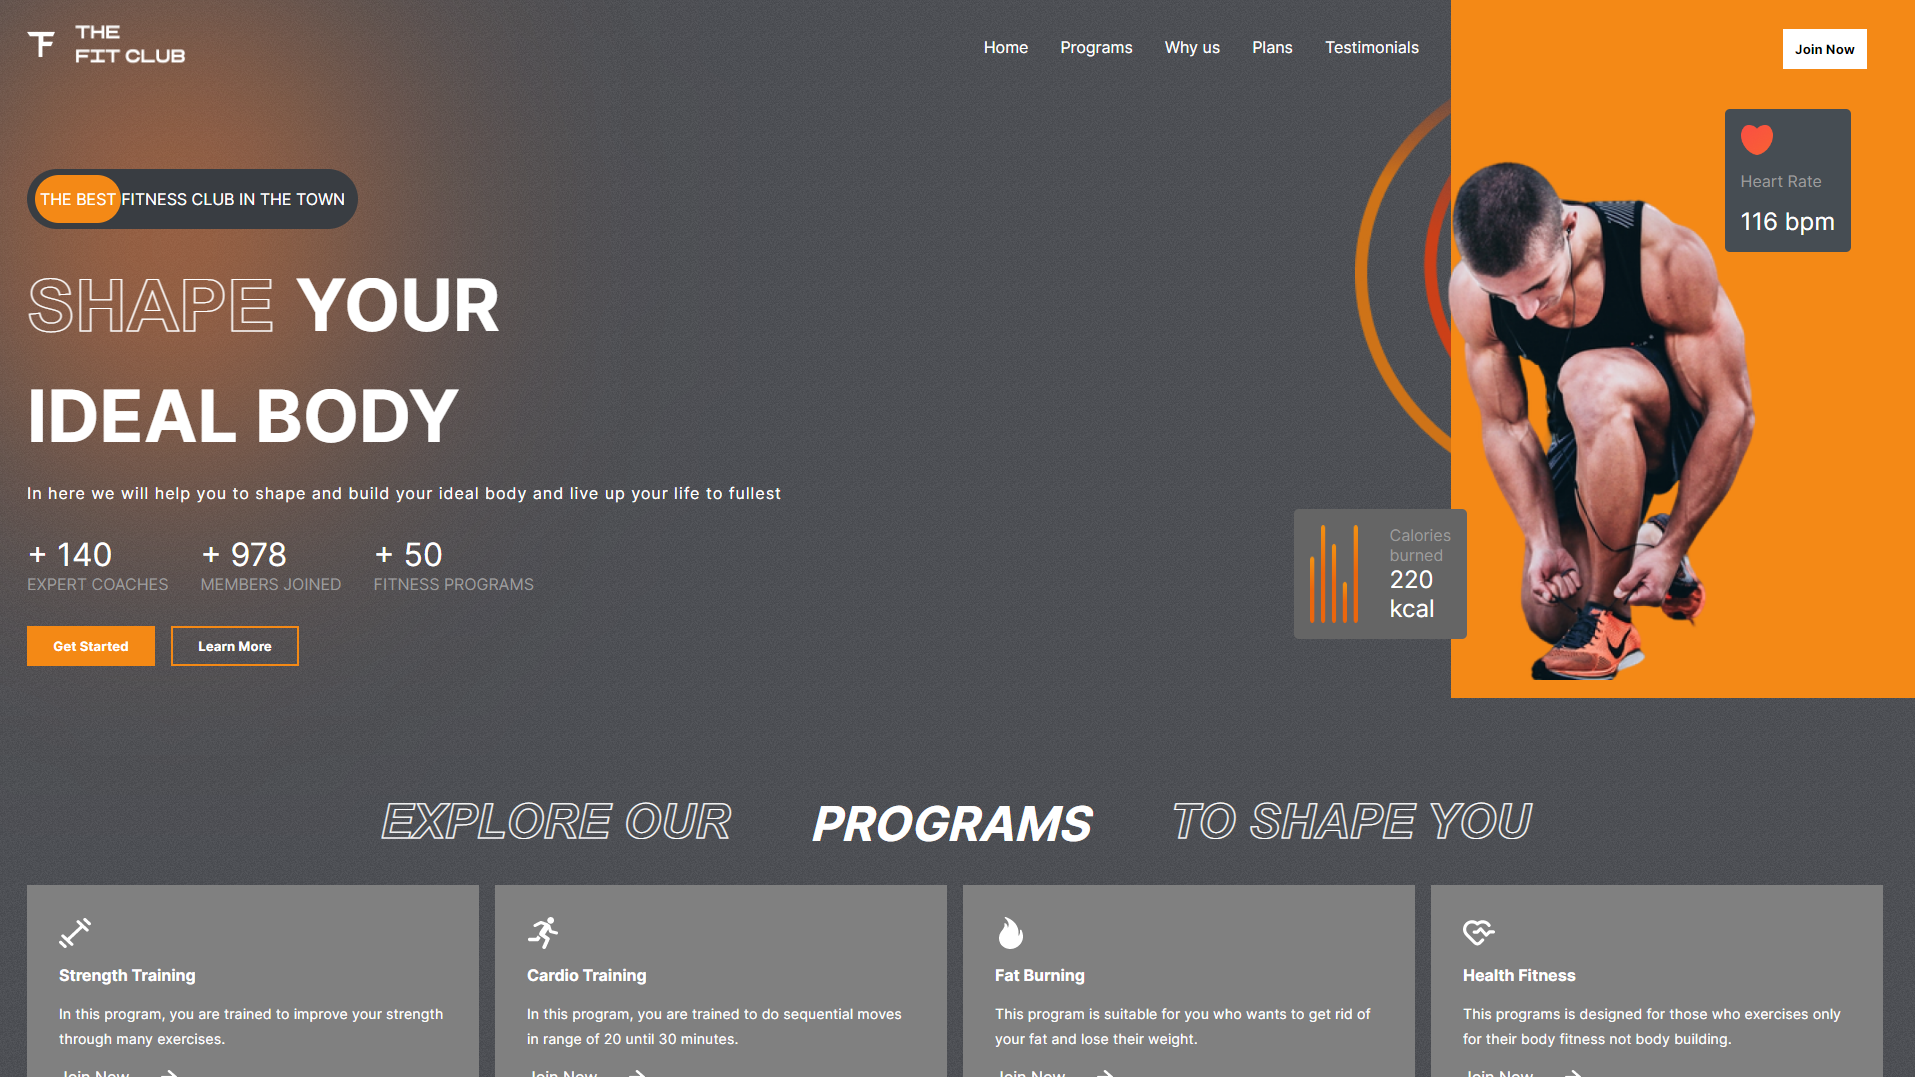 THE
FIT CLUB
Home
Programs
Why us
Plans
Testimonials
Join Now
Heart Rate
116 bpm
THE BEST FITNESS CLUB IN THE TOWN
SHAPE YOUR
IDEAL BODY
In here we will help you to shape and build your ideal body and live up your life to fullest
+ 140
EXPERT COACHES
+ 978
MEMBERS JOINED
+ 50
FITNESS PROGRAMS
Get Started
Learn More
Calories
burned
220
kcal
EXPLORE OUR
PROGRAMS
TO SHAPE YOU
Strength Training
In this program, you are trained to improve your strength
through many exercises.
Join Now
Cardio Training
In this program, you are trained to do sequential moves
in range of 20 until 30 minutes.
Join Now
Fat Burning
This program is suitable for you who wants to get rid of
your fat and lose their weight.
Join Now
Health Fitness
This programs is designed for those who exercises only
for their body fitness not body building.
Join Now